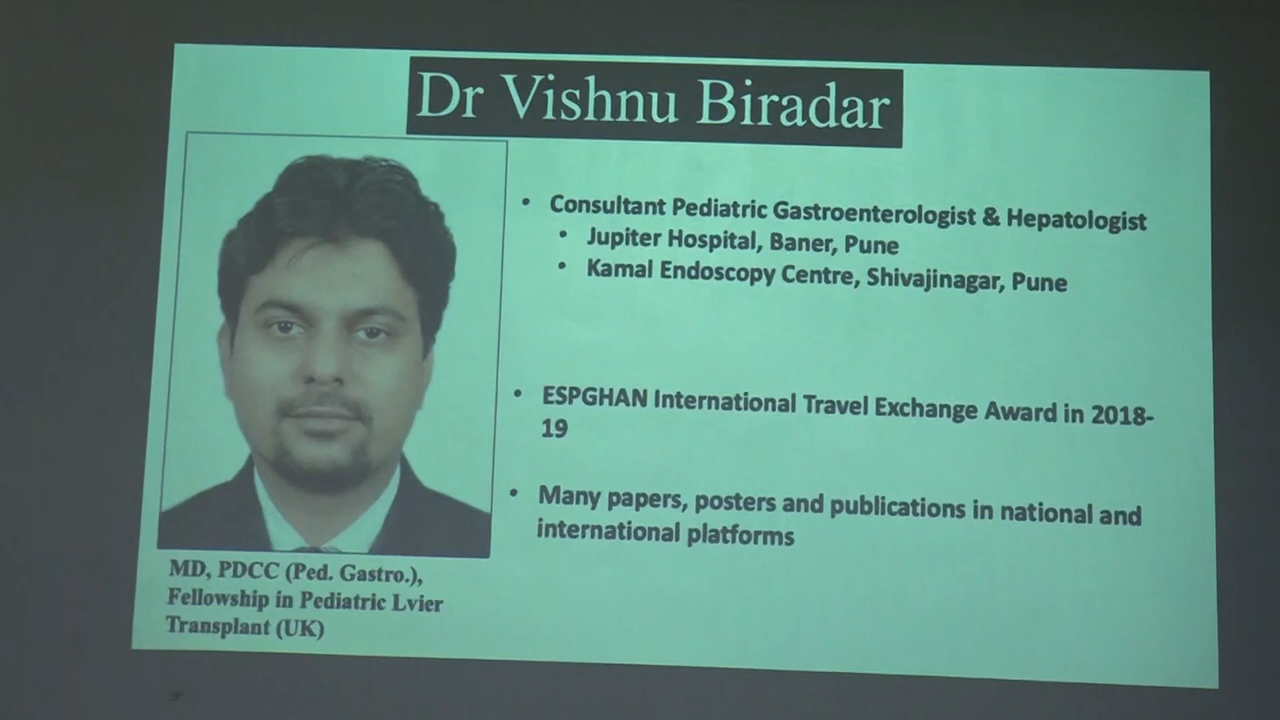 Dr Vishnu Biradar
• Consultant Pediatric Gastroenterologist & Hepatologist
• Jupiter Hospital, Baner, Pune
• Kamal Endoscopy Centre, Shivajinagar, Pune
• ESPGHAN International Travel Exchange Award in 2018-
19
• Many papers, posters and publications in national and
international platforms
MD, PDCC (Ped. Gastro.),
Fellowship in Pediatric Lvier
Transplant (UK)